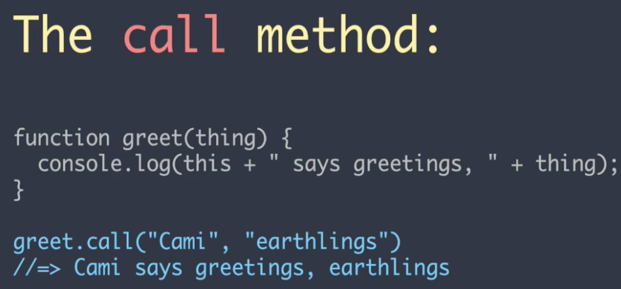 The call method:
function greet(thing) {
  console.log(this + " says greetings, " + thing);
}
greet.call("Cami", "earthlings")
//=> Cami says greetings, earthlings